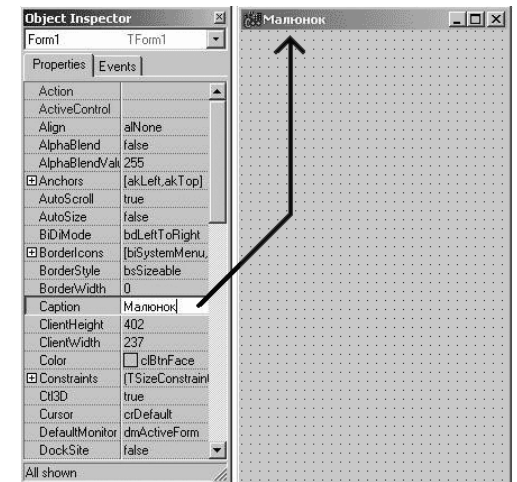 Object Inspector
Form1 TForm1
Properties Events
Action
ActiveControl
Align alNone
AlphaBlend false
AlphaBlendValu 255
Anchors [akLeft,akTop]
AutoScroll true
AutoSize false
BiDiMode bdLeftToRight
BorderIcons [biSystemMenu,
BorderStyle bsSizeable
BorderWidth 0
Caption Малюнок
ClientHeight 402
ClientWidth 237
Color clBtnFace
Constraints (TSizeConstraint
Ctl3D true
Cursor crDefault
DefaultMonitor dmActiveForm
DockSite false
All shown
Малюнок